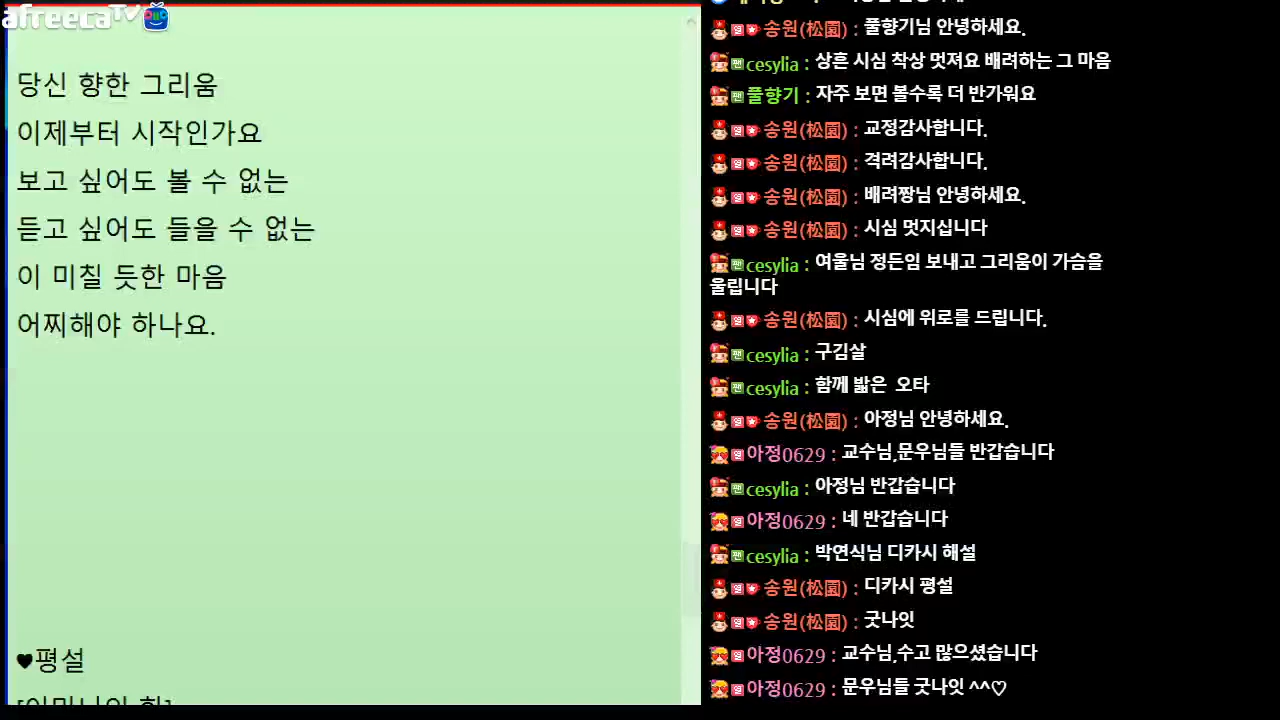 afreecaTV
당신 향한 그리움
이제부터 시작인가요
보고 싶어도 볼 수 없는
듣고 싶어도 들을 수 없는
이 미칠 듯한 마음
어찌해야 하나요.
♥평설
송원(松園) : 풀향기님 안녕하세요.
cesylia : 상흔 시심 착상 멋져요 배려하는 그 마음
풀향기 : 자주 보면 볼수록 더 반가워요
송원(松園) : 교정감사합니다.
송원(松園) : 격려감사합니다.
송원(松園) : 배려짱님 안녕하세요.
송원(松園) : 시심 멋지십니다
cesylia : 여울님 정든임 보내고 그리움이 가슴을
울립니다
송원(松園) : 시심에 위로를 드립니다.
cesylia : 구김살
cesylia : 함께 밟은 오타
송원(松園) : 아정님 안녕하세요.
아정0629 : 교수님,문우님들 반갑습니다
cesylia : 아정님 반갑습니다
아정0629 : 네 반갑습니다
cesylia : 박연식님 디카시 해설
송원(松園) : 디카시 평설
송원(松園) : 굿나잇
아정0629 : 교수님,수고 많으셨습니다
아정0629 : 문우님들 굿나잇 ^^♡